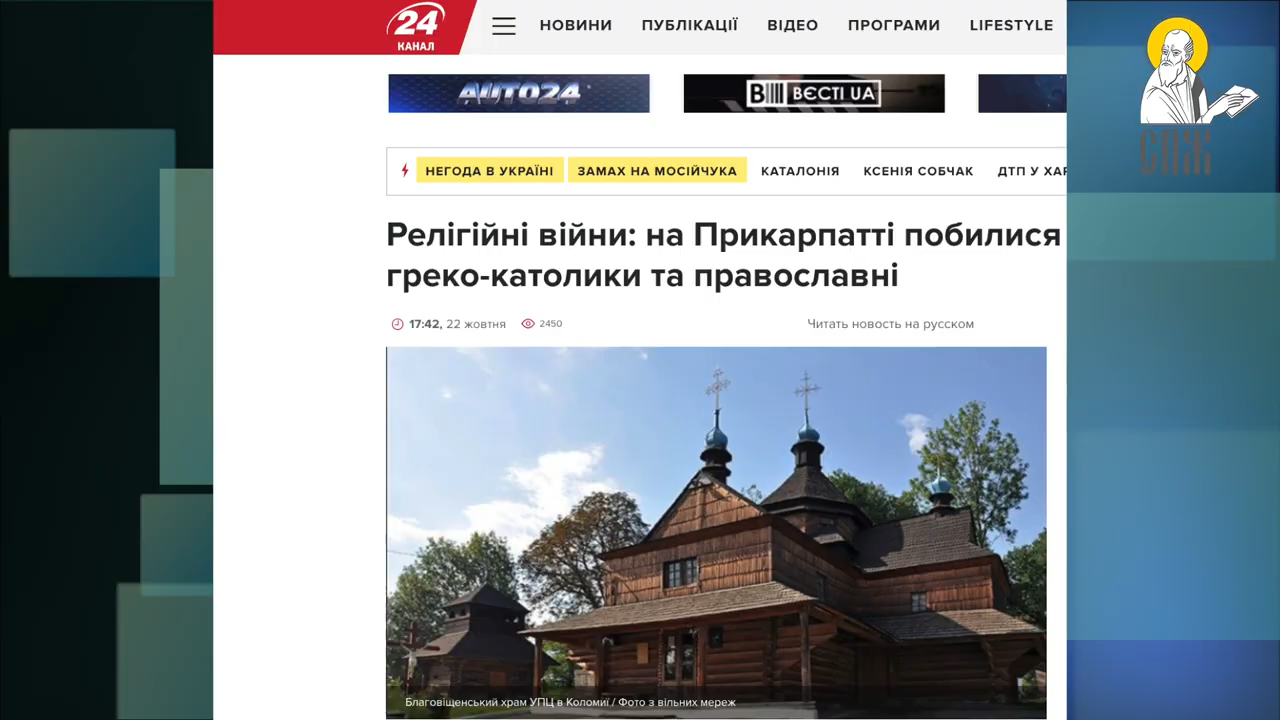 24
КАНАЛ
НОВИНИ ПУБЛІКАЦІЇ ВІДЕО ПРОГРАМИ LIFESTYLE
AUTO24 ВЄСТІ UA
НЕГОДА В УКРАЇНІ ЗАМАХ НА МОСІЙЧУКА КАТАЛОНІЯ КСЕНІЯ СОБЧАК ДТП У ХАР
СПЖ
Релігійні війни: на Прикарпатті побилися
греко-католики та православні
17:42, 22 жовтня 2450 Читать новость на русском
Благовіщенський храм УПЦ в Коломиї / Фото з вільних мереж